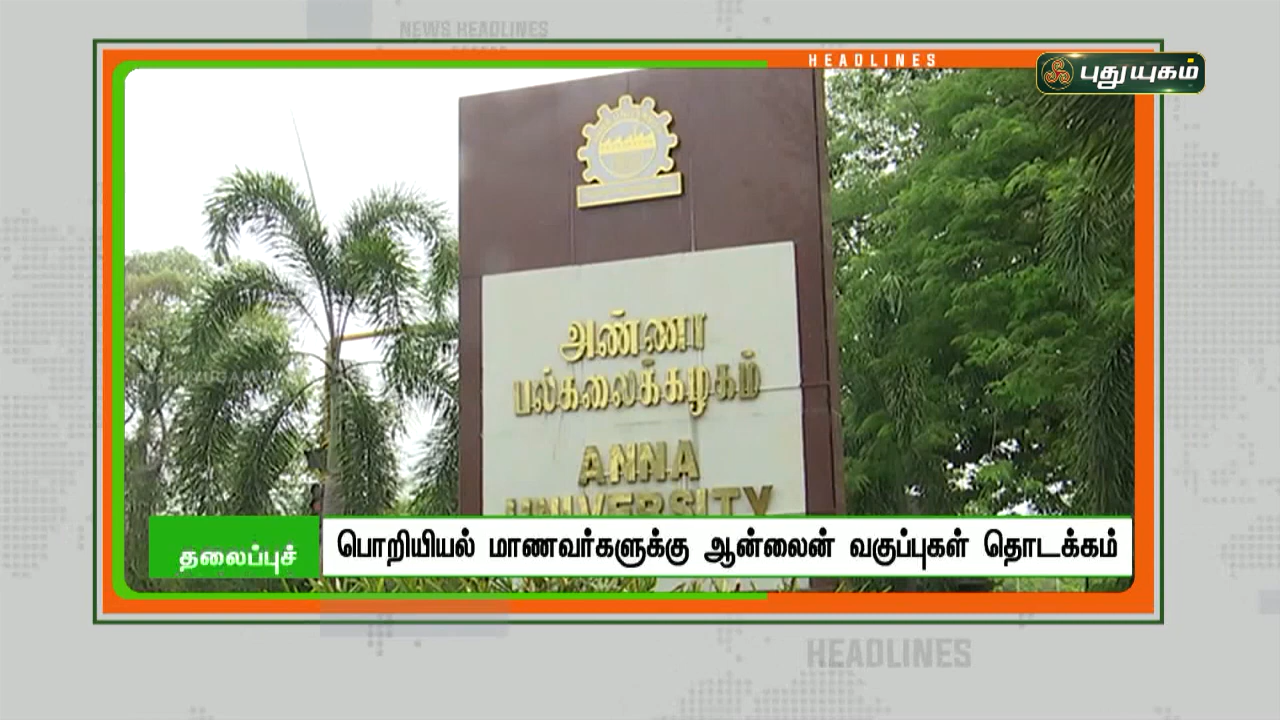 NEWS HEADLINES
HEADLINES
புதுயுகம்
அண்ணா
பல்கலைக்கழகம்
ANNA
UNIVERSITY
தலைப்புச்
பொறியியல் மாணவர்களுக்கு ஆன்லைன் வகுப்புகள் தொடக்கம்
HEADLINES